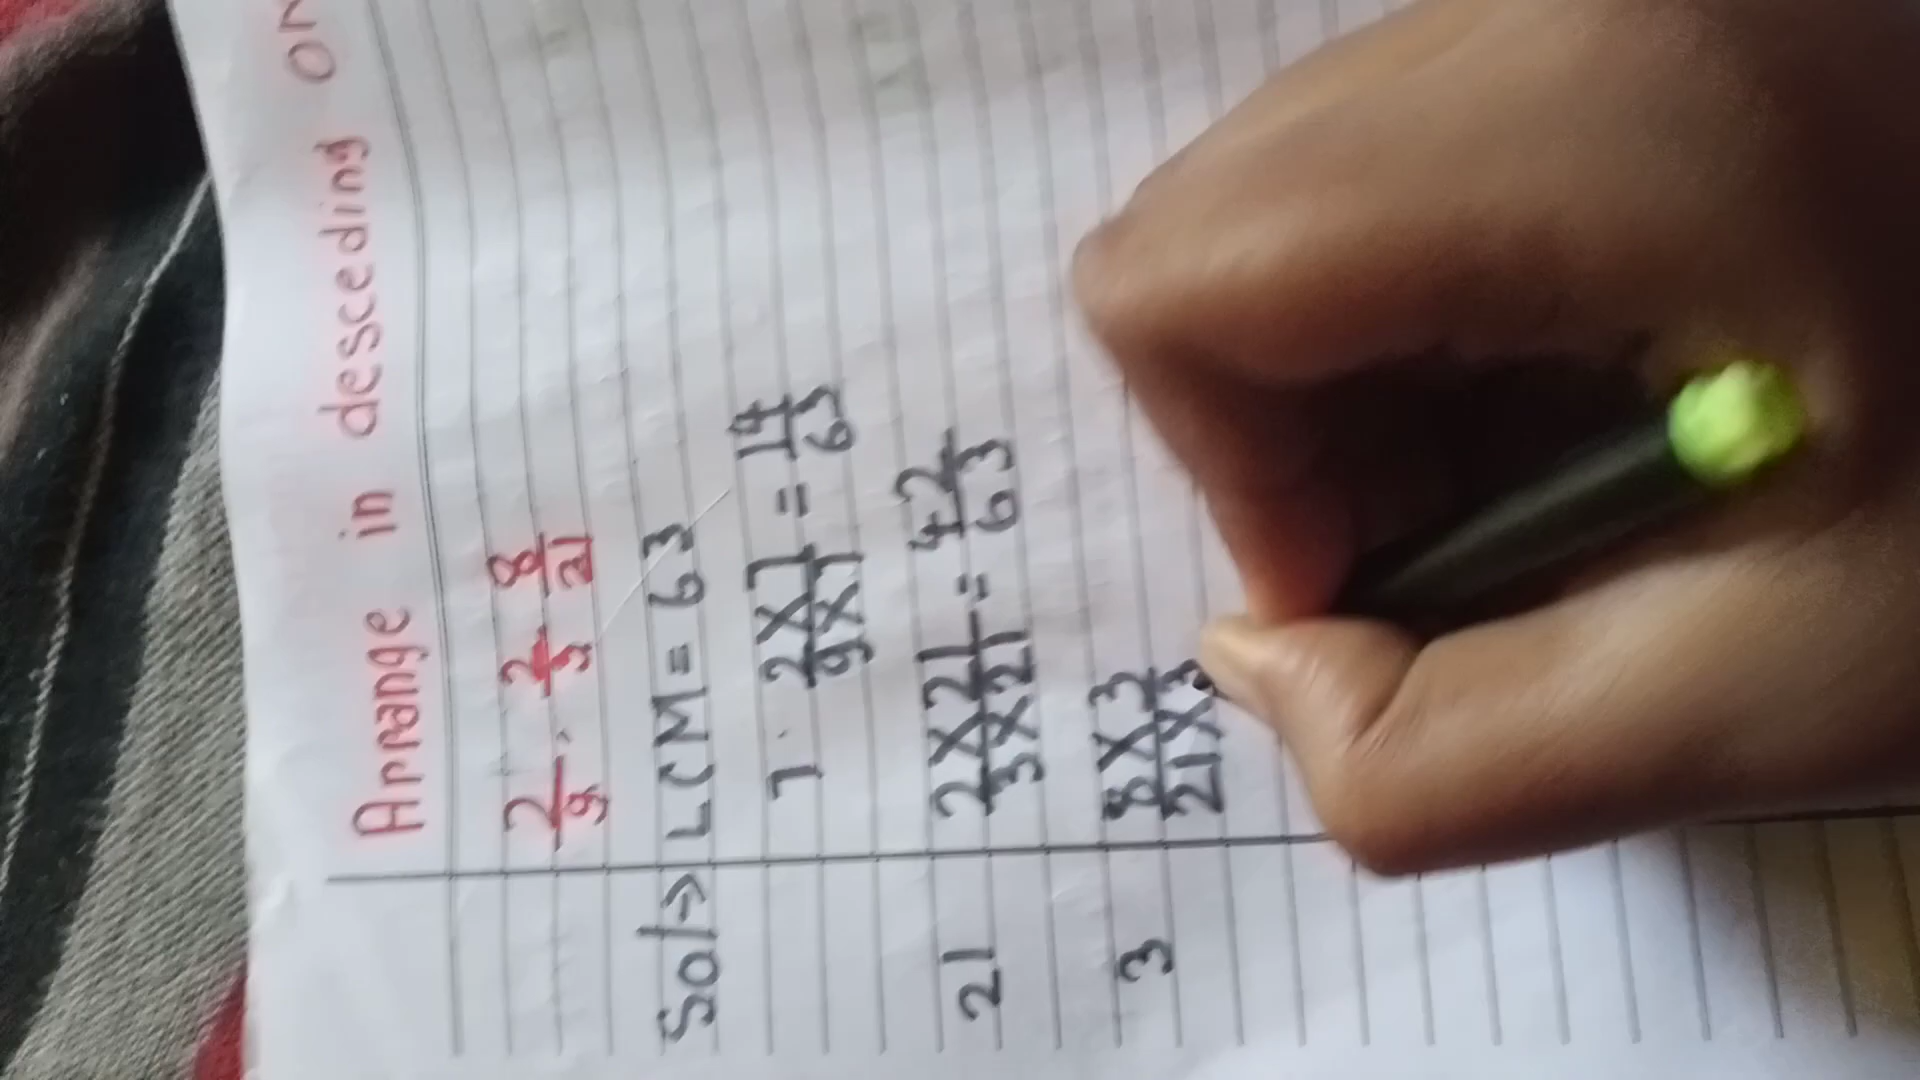 Arrange in desceding or
2/9, 2/3, 8/21
Sol→ LCM = 63
7 2X7/9X7 = 14/63
21 2X21/3X21 = 42/63
3 8X3/21X3